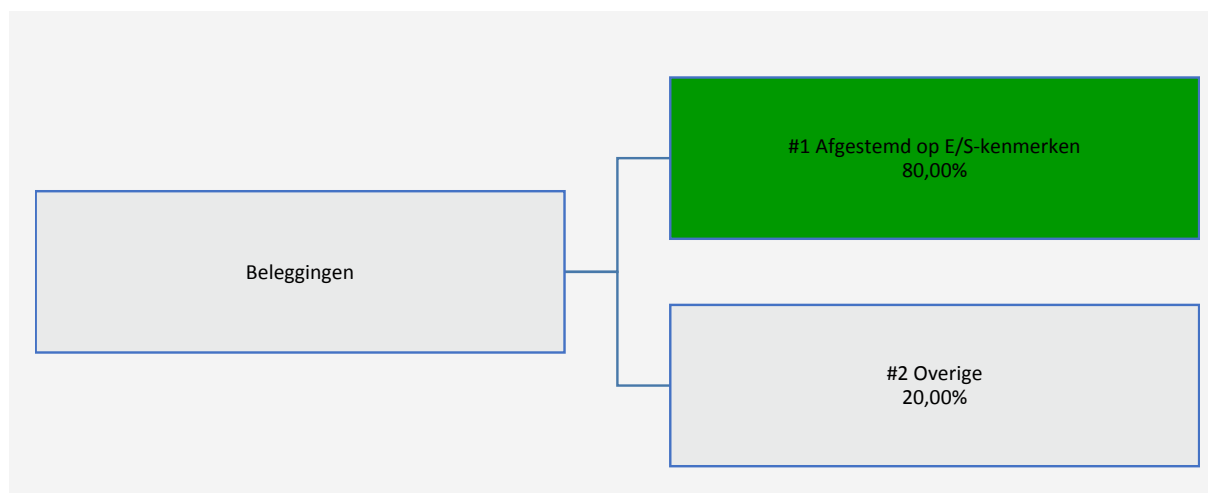 #1 Afgestemd op E/S-kenmerken
80,00%
Beleggingen
#2 Overige
20,00%